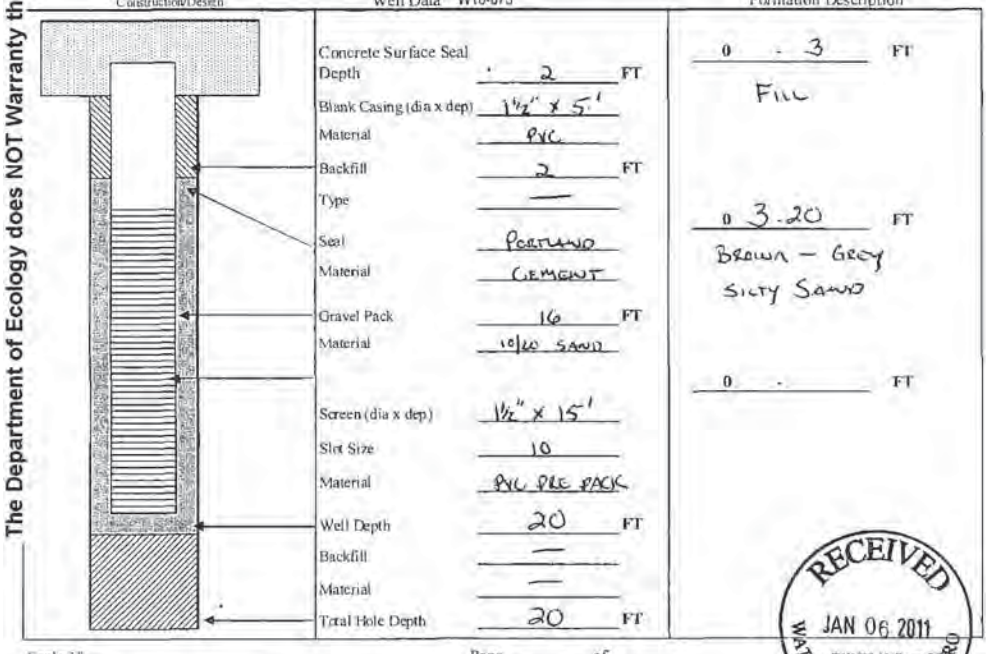 The Department of Ecology does NOT Warranty th
Construction/Design
Well Data
Formation Description
Concrete Surface Seal
Depth 2 FT
Blank Casing (dia x dep) 1 1/2" x 5'
Material PVC
Backfill 2 FT
Type —
Seal PORTLAND
Material CEMENT
Gravel Pack 16 FT
Material 10/20 SAND
Screen (dia x dep) 1 1/2" x 15'
Slot Size 10
Material PVC PRE PACK
Well Depth 20 FT
Backfill —
Material —
Total Hole Depth 20 FT
0 - 3 FT
FILL
0 3-20 FT
BROWN - GREY
SILTY SAND
0 - FT
RECEIVED
JAN 06 2011